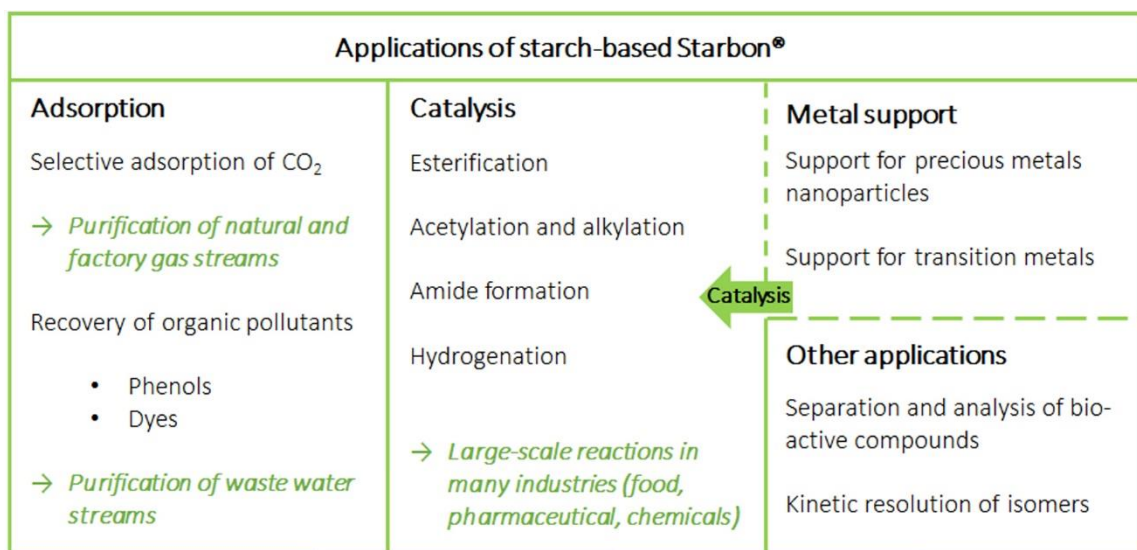 Applications of starch-based Starbon®
Adsorption
Selective adsorption of CO₂
→ Purification of natural and
factory gas streams
Recovery of organic pollutants
• Phenols
• Dyes
→ Purification of waste water
streams
Catalysis
Esterification
Acetylation and alkylation
Amide formation
Hydrogenation
→ Large-scale reactions in
many industries (food,
pharmaceutical, chemicals)
Catalysis
Metal support
Support for precious metals
nanoparticles
Support for transition metals
Other applications
Separation and analysis of bio-
active compounds
Kinetic resolution of isomers